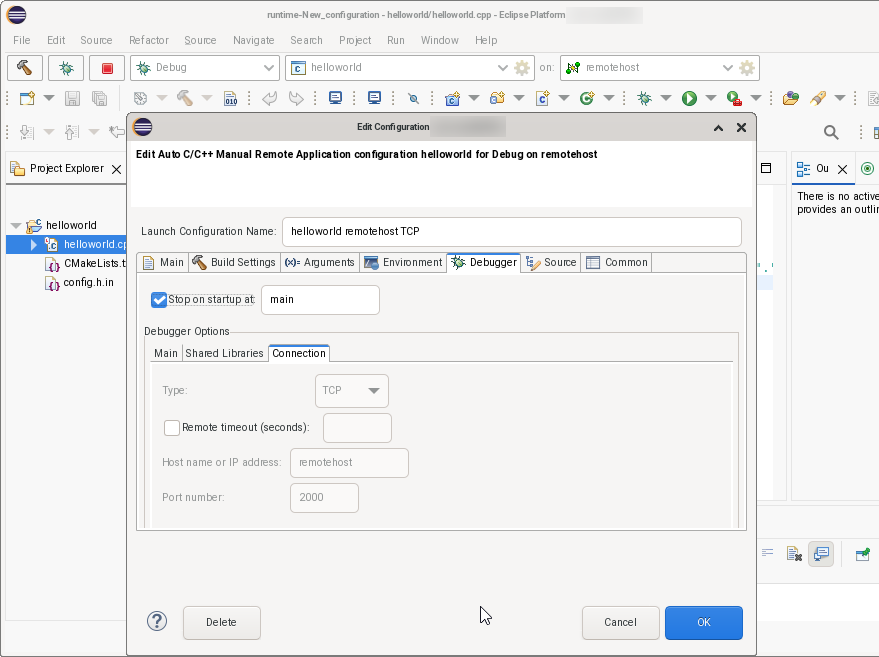 runtime-New_configuration - helloworld/helloworld.cpp - Eclipse Platform
File Edit Source Refactor Source Navigate Search Project Run Window Help
Debug helloworld on: remotehost
010
Edit Configuration
Edit Auto C/C++ Manual Remote Application configuration helloworld for Debug on remotehost
Project Explorer
Ou
There is no active
provides an outlin
Launch Configuration Name: helloworld remotehost TCP
helloworld
helloworld.cp
CMakeLists.t
config.h.in
Main Build Settings (x)= Arguments Environment Debugger Source Common
Stop on startup at: main
Debugger Options
Main Shared Libraries Connection
Type: TCP
Remote timeout (seconds):
Host name or IP address: remotehost
Port number: 2000
Delete Cancel OK